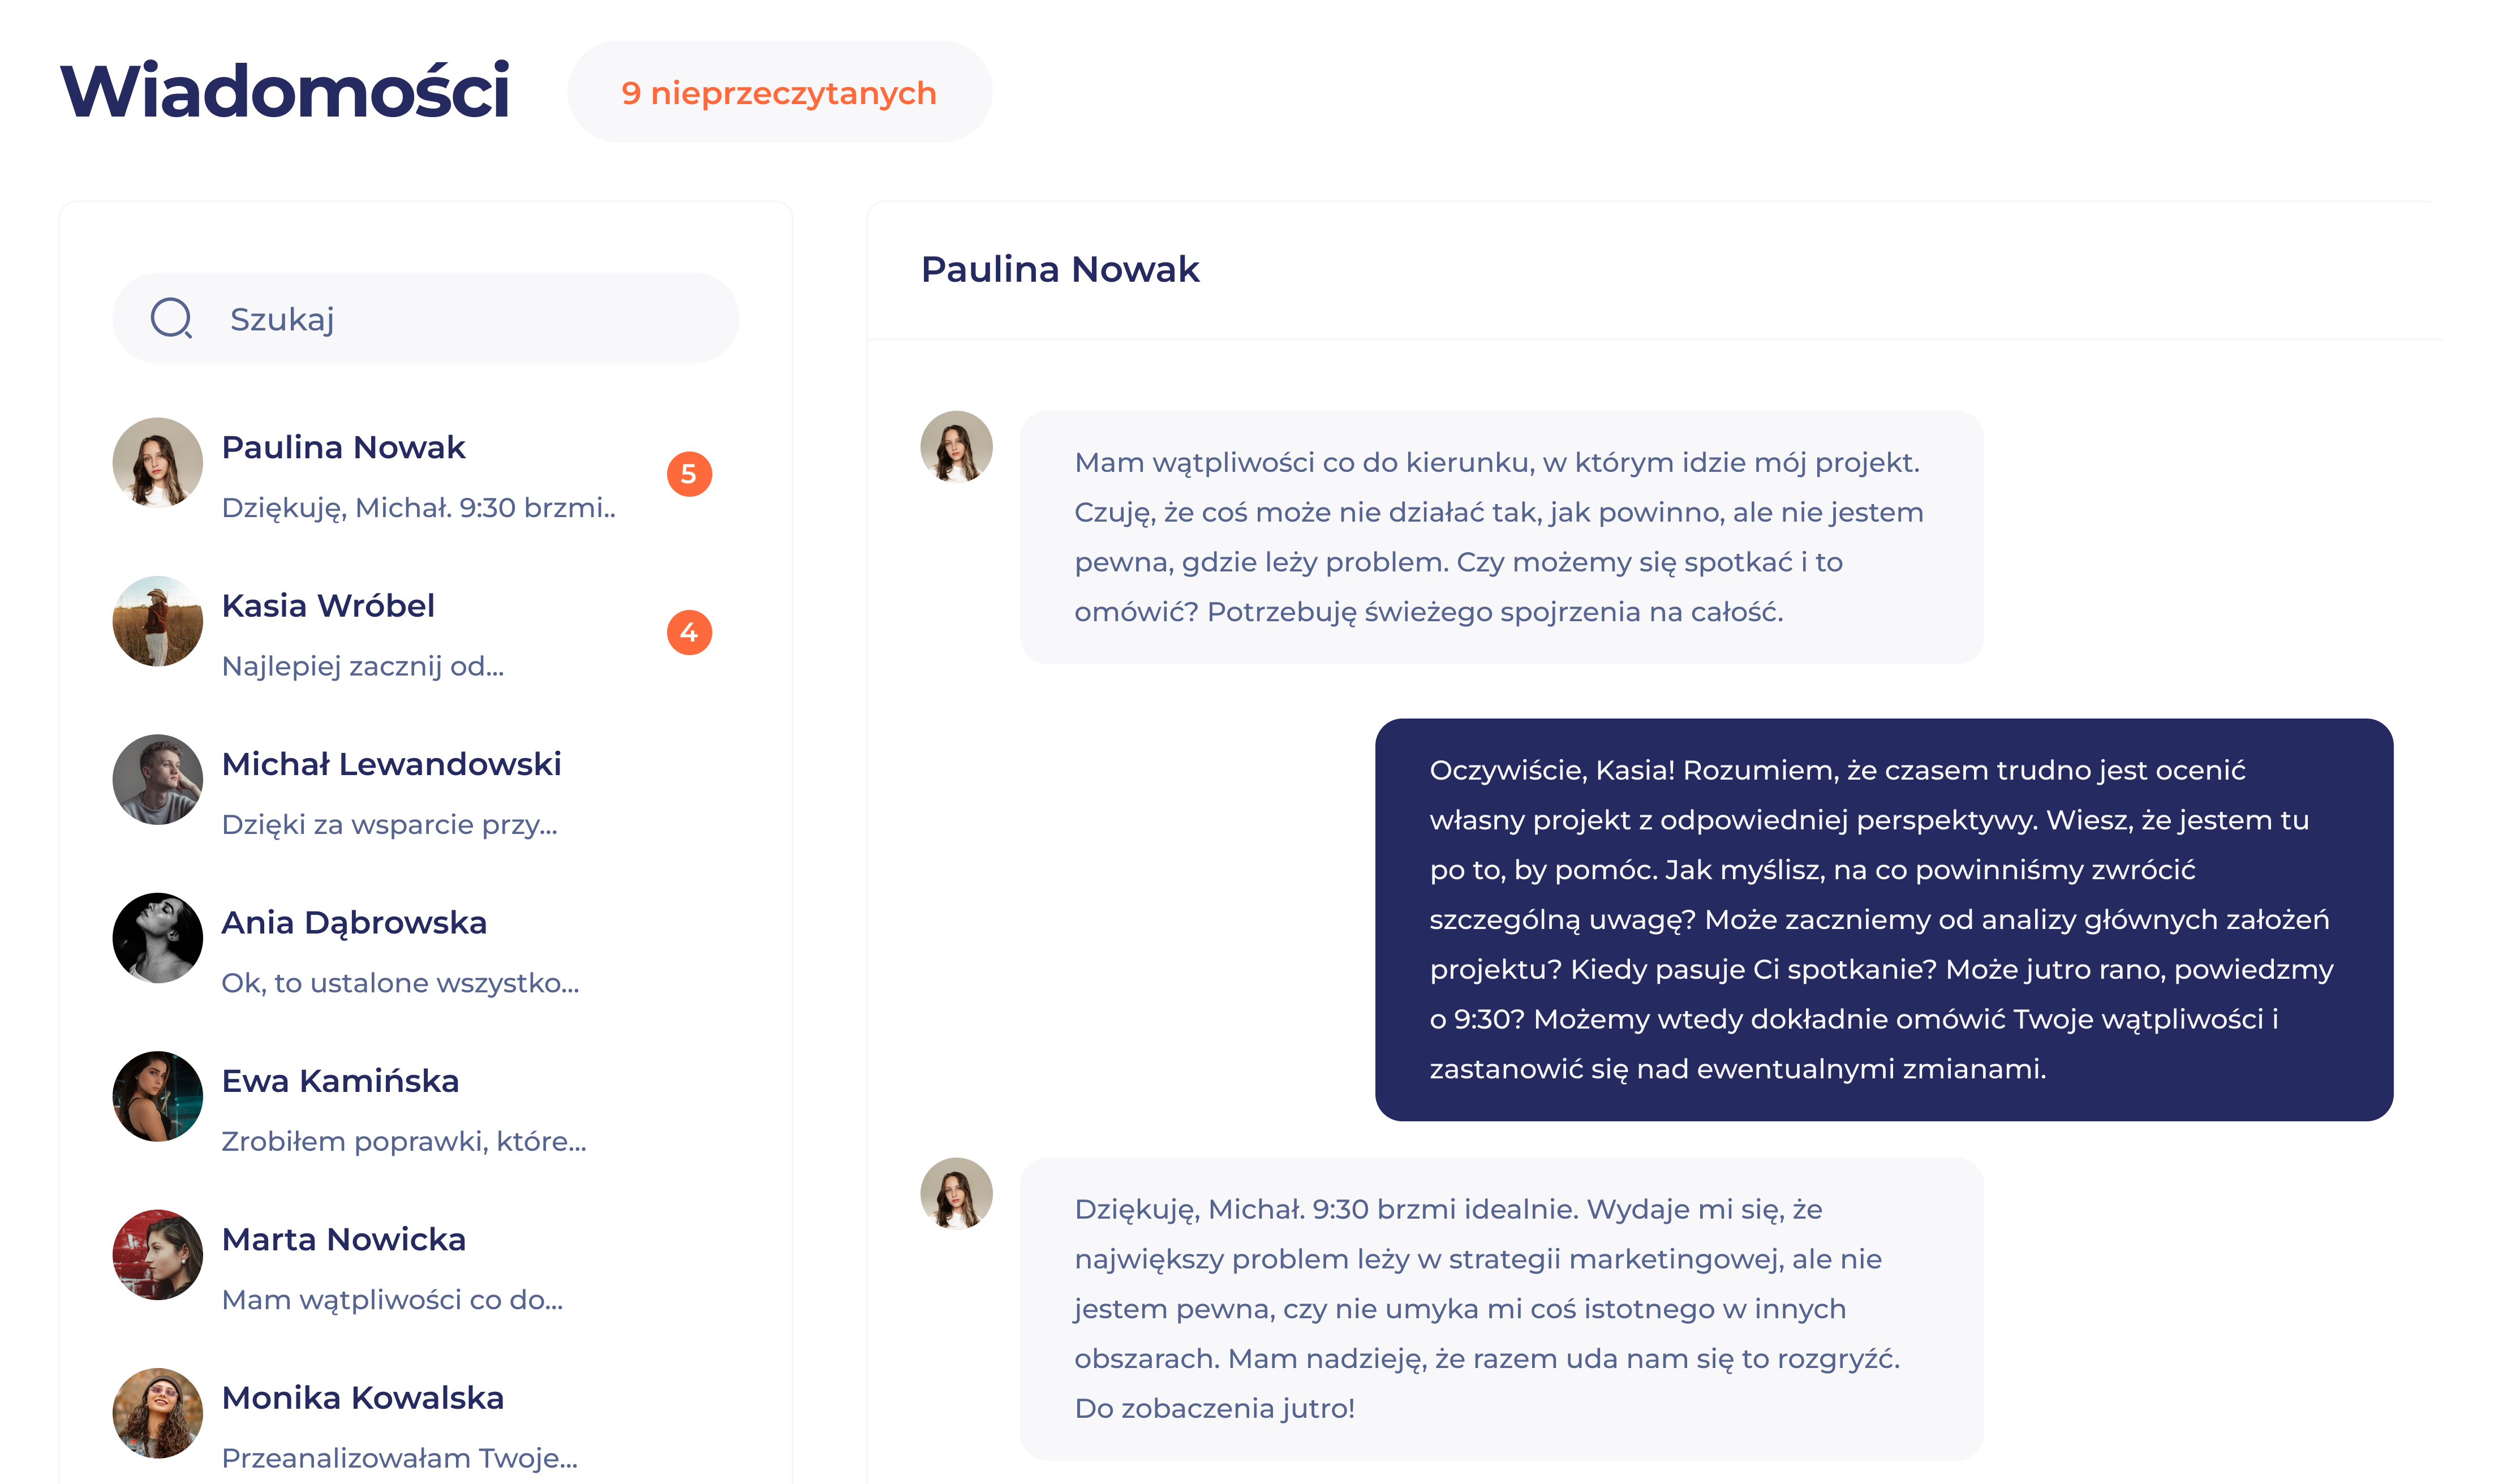 Wiadomości
9 nieprzeczytanych
Szukaj
Paulina Nowak
5
Dziękuję, Michał. 9:30 brzmi..
Kasia Wróbel
4
Najlepiej zacznij od...
Michał Lewandowski
Dzięki za wsparcie przy...
Ania Dąbrowska
Ok, to ustalone wszystko...
Ewa Kamińska
Zrobiłem poprawki, które...
Marta Nowicka
Mam wątpliwości co do...
Monika Kowalska
Przeanalizowałam Twoje...
Paulina Nowak
Mam wątpliwości co do kierunku, w którym idzie mój projekt.
Czuję, że coś może nie działać tak, jak powinno, ale nie jestem
pewna, gdzie leży problem. Czy możemy się spotkać i to
omówić? Potrzebuję świeżego spojrzenia na całość.
Oczywiście, Kasia! Rozumiem, że czasem trudno jest ocenić
własny projekt z odpowiedniej perspektywy. Wiesz, że jestem tu
po to, by pomóc. Jak myślisz, na co powinniśmy zwrócić
szczególną uwagę? Może zaczniemy od analizy głównych założeń
projektu? Kiedy pasuje Ci spotkanie? Może jutro rano, powiedzmy
o 9:30? Możemy wtedy dokładnie omówić Twoje wątpliwości i
zastanowić się nad ewentualnymi zmianami.
Dziękuję, Michał. 9:30 brzmi idealnie. Wydaje mi się, że
największy problem leży w strategii marketingowej, ale nie
jestem pewna, czy nie umyka mi coś istotnego w innych
obszarach. Mam nadzieję, że razem uda nam się to rozgryźć.
Do zobaczenia jutro!